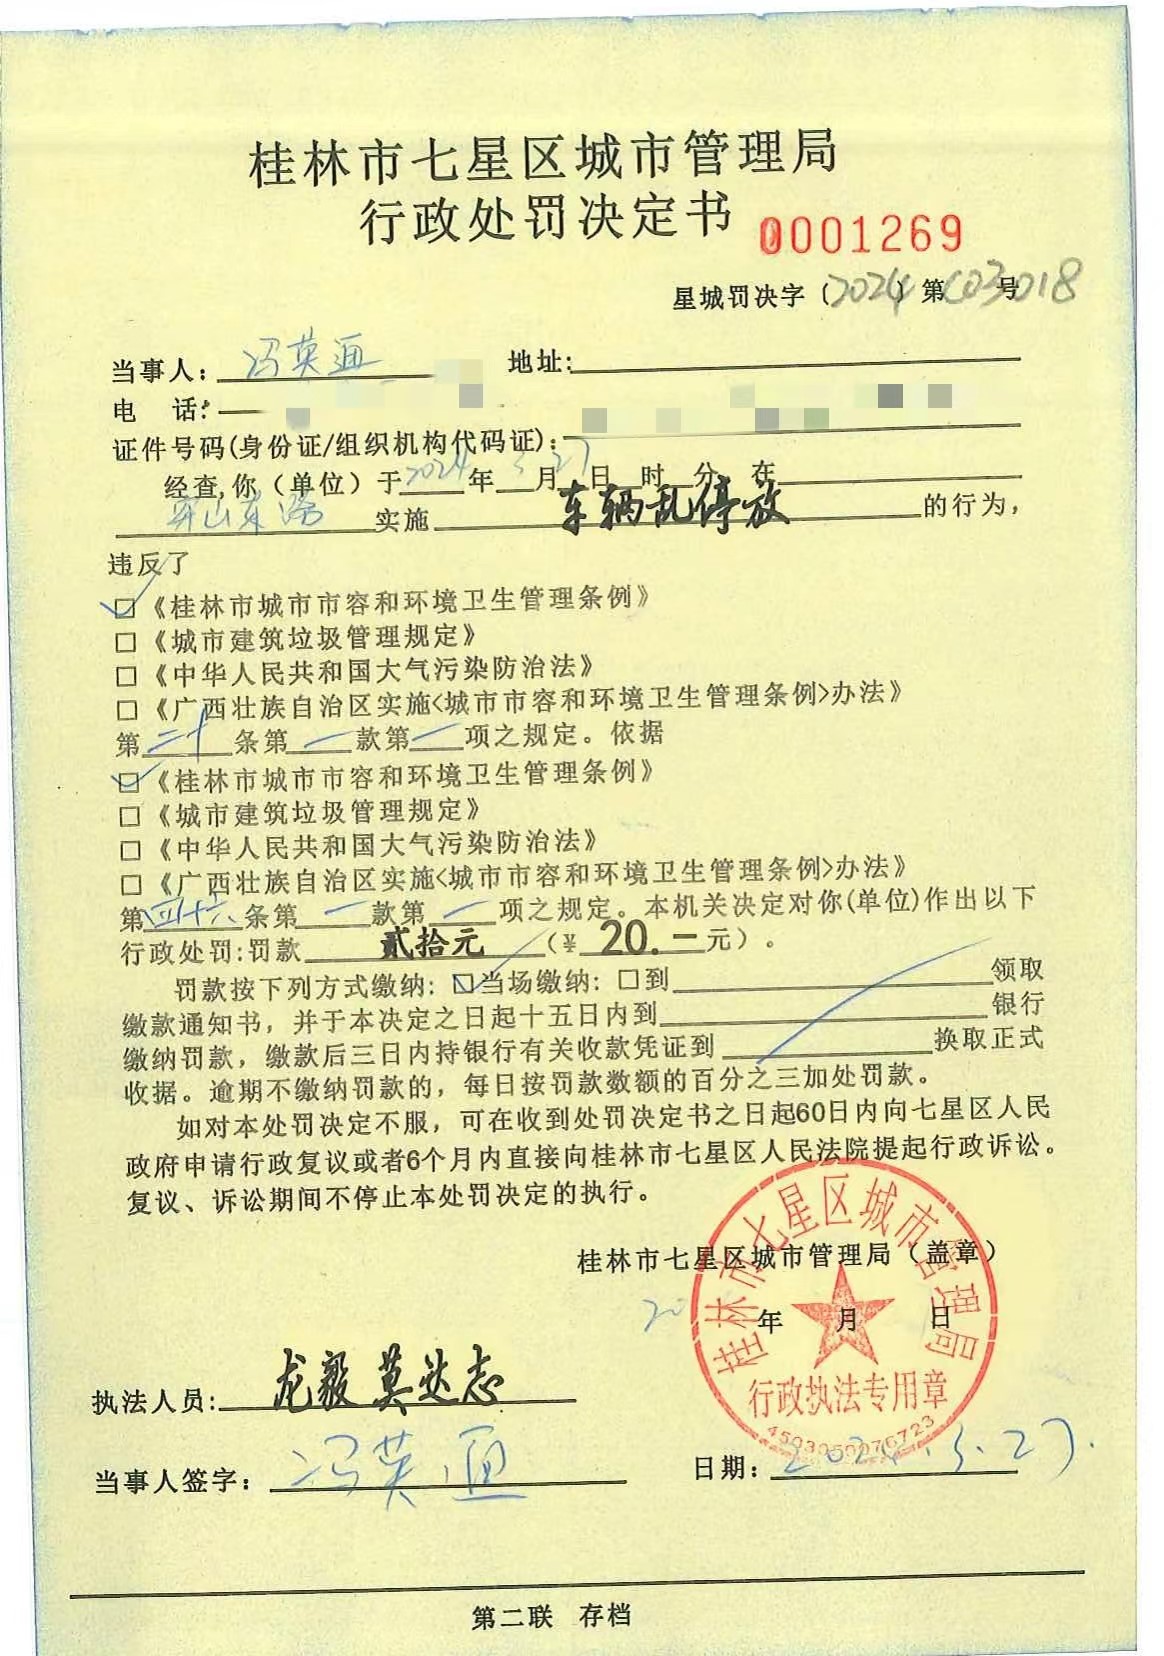 桂林市七星区城市管理局
行政处罚决定书 0001269
星城罚决字（2024）第C03018号
当事人：冯英通 地址:
电 话:
证件号码(身份证/组织机构代码证)：
经查,你（单位）于2024年3月27日 时 分 在
屏山东 实施 车辆乱停放 的行为，
违反了
☑《桂林市城市市容和环境卫生管理条例》
□《城市建筑垃圾管理规定》
□《中华人民共和国大气污染防治法》
□《广西壮族自治区实施<城市市容和环境卫生管理条例>办法》
第二十条第一款第一项之规定。依据
☑《桂林市城市市容和环境卫生管理条例》
□《城市建筑垃圾管理规定》
□《中华人民共和国大气污染防治法》
□《广西壮族自治区实施<城市市容和环境卫生管理条例>办法》
第四十六条第一款第一项之规定。本机关决定对你(单位)作出以下
行政处罚:罚款 贰拾元 （¥ 20.一元）。
罚款按下列方式缴纳: ☑当场缴纳: □到 领取
缴款通知书，并于本决定之日起十五日内到 银行
缴纳罚款，缴款后三日内持银行有关收款凭证到 换取正式
收据。逾期不缴纳罚款的，每日按罚款数额的百分之三加处罚款。
如对本处罚决定不服，可在收到处罚决定书之日起60日内向七星区人民
政府申请行政复议或者6个月内直接向桂林市七星区人民法院提起行政诉讼。
复议、诉讼期间不停止本处罚决定的执行。
桂林市七星区城市管理局（盖章）
20 年 月 日
桂林市七星区城市管理局
行政执法专用章
4503050076723
执法人员: 龙毅 莫达志
当事人签字: 冯英通 日期: 2024.3.27.
第二联 存档